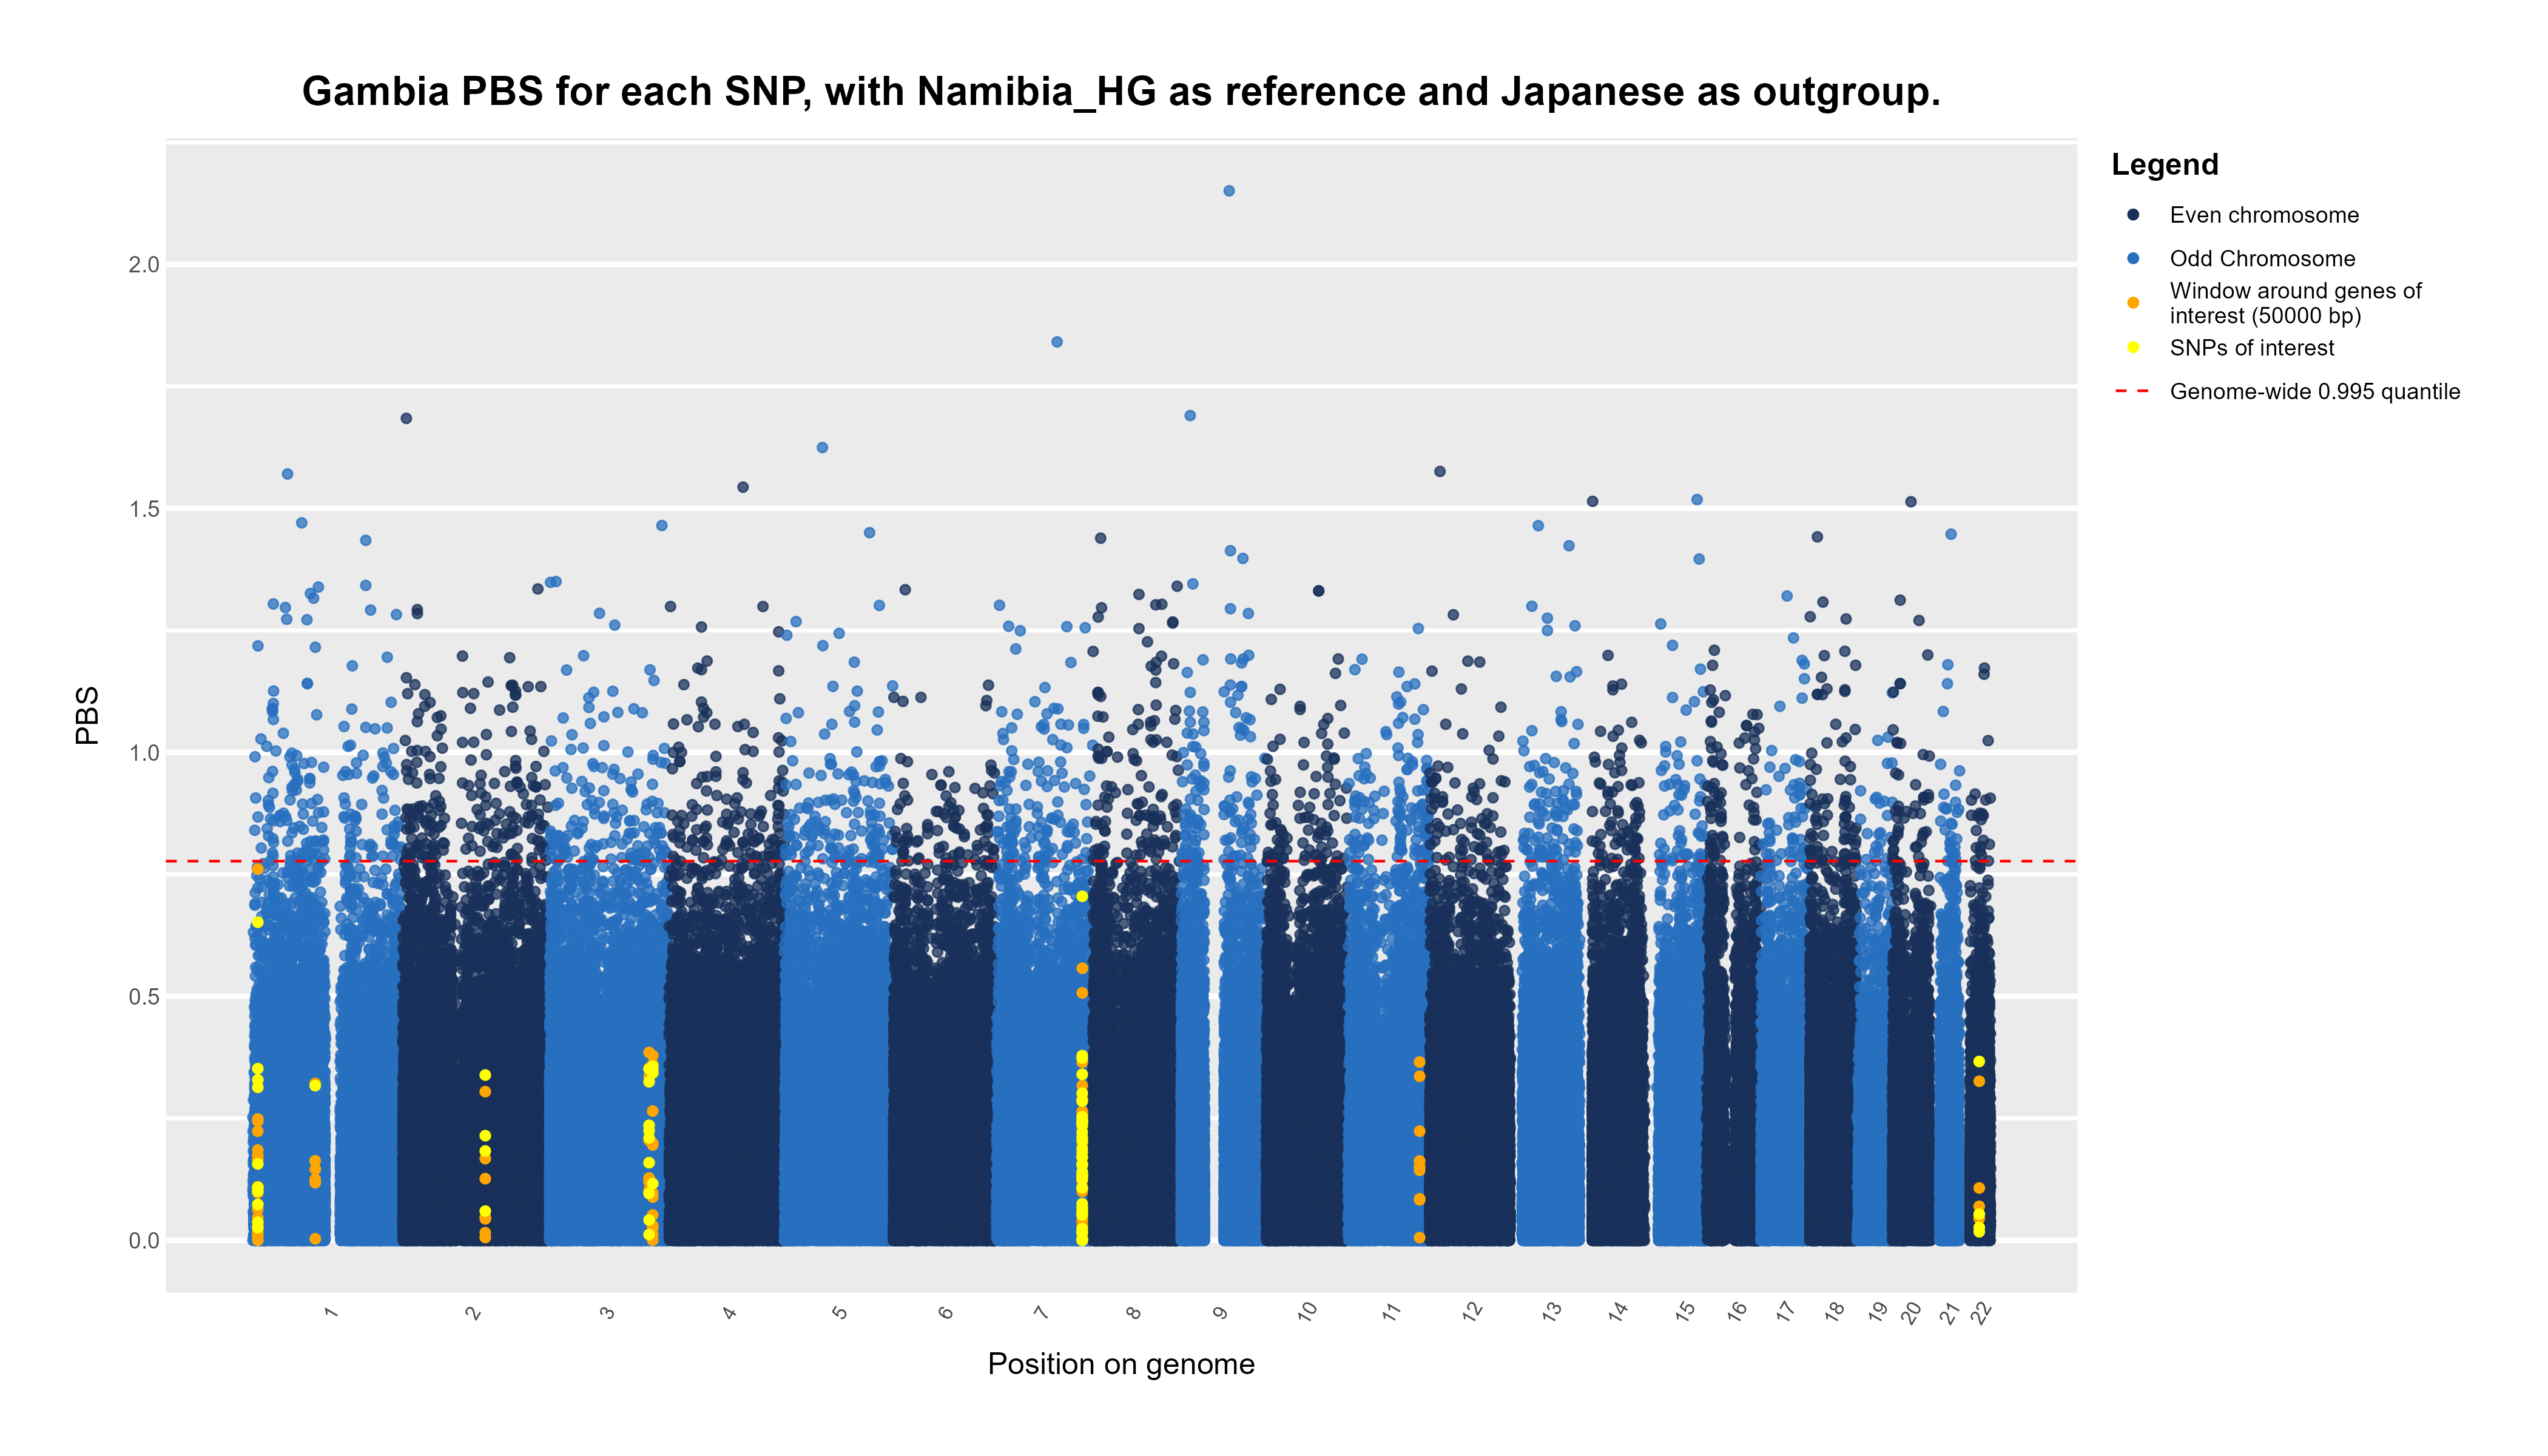 Gambia PBS for each SNP, with Namibia_HG as reference and Japanese as outgroup.
Legend
Even chromosome
Odd Chromosome
Window around genes of
interest (50000 bp)
SNPs of interest
Genome-wide 0.995 quantile
PBS
2.0
1.5
1.0
0.5
0.0
1 2 3 4 5 6 7 8 9 10 11 12 13 14 15 16 17 18 19 20 21 22
Position on genome